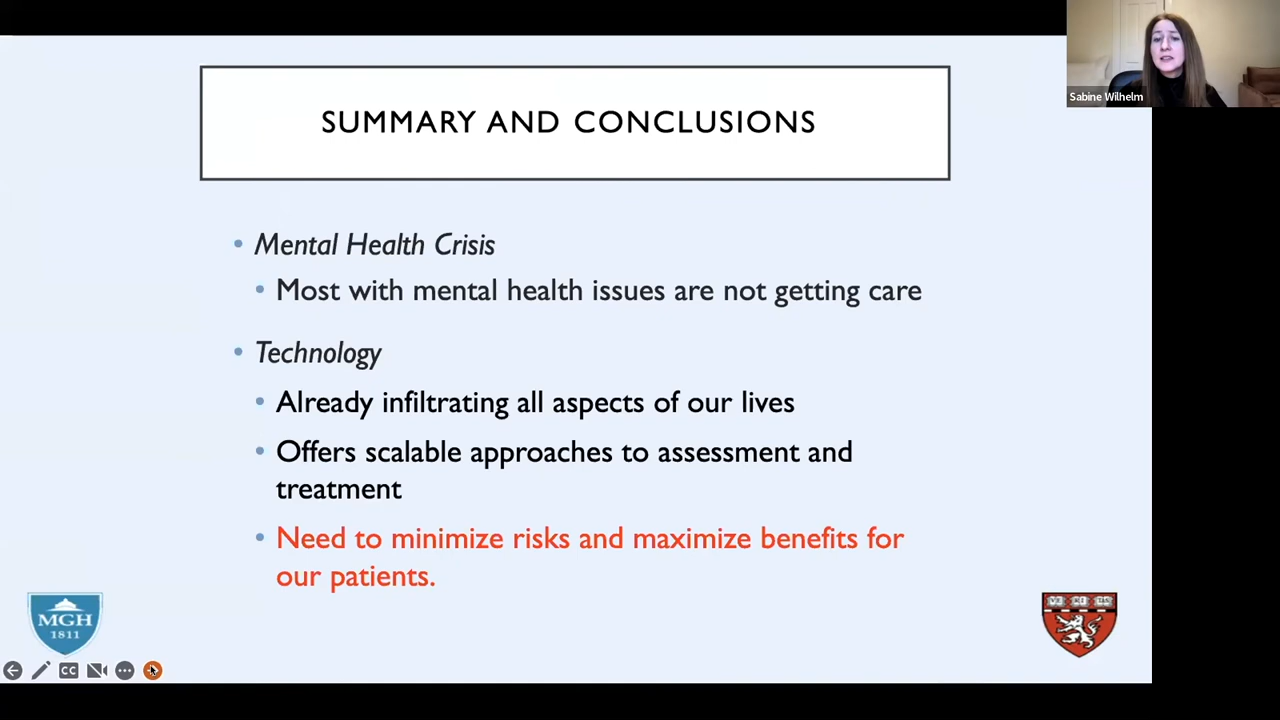 SUMMARY AND CONCLUSIONS
Sabine Wilhelm
Mental Health Crisis
Most with mental health issues are not getting care
Technology
Already infiltrating all aspects of our lives
Offers scalable approaches to assessment and
treatment
Need to minimize risks and maximize benefits for
our patients.
MGH
1811
CC